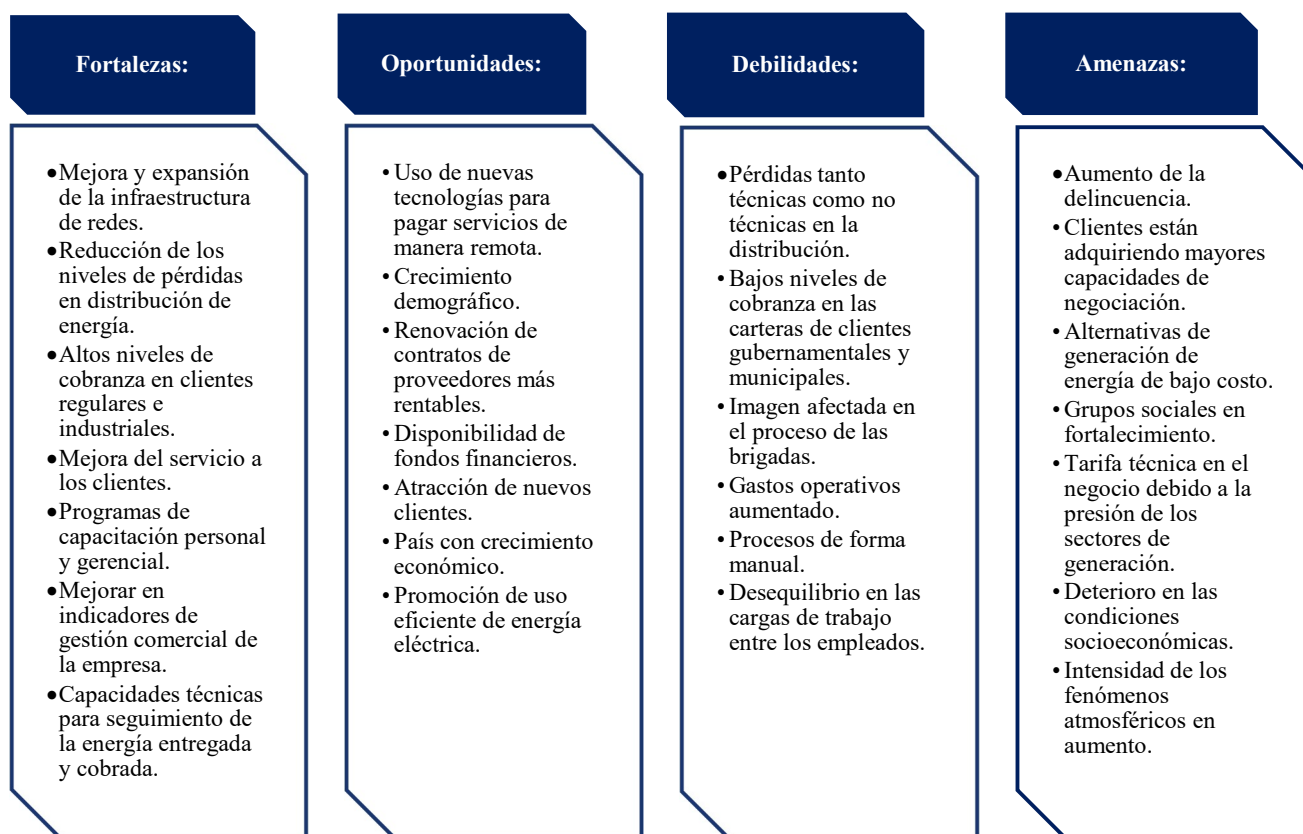 Fortalezas:
•Mejora y expansión
de la infraestructura
de redes.
•Reducción de los
niveles de pérdidas
en distribución de
energía.
•Altos niveles de
cobranza en clientes
regulares e
industriales.
•Mejora del servicio a
los clientes.
•Programas de
capacitación personal
y gerencial.
•Mejorar en
indicadores de
gestión comercial de
la empresa.
•Capacidades técnicas
para seguimiento de
la energía entregada
y cobrada.
Oportunidades:
• Uso de nuevas
tecnologías para
pagar servicios de
manera remota.
• Crecimiento
demográfico.
• Renovación de
contratos de
proveedores más
rentables.
• Disponibilidad de
fondos financieros.
• Atracción de nuevos
clientes.
• País con crecimiento
económico.
• Promoción de uso
eficiente de energía
eléctrica.
Debilidades:
•Pérdidas tanto
técnicas como no
técnicas en la
distribución.
• Bajos niveles de
cobranza en las
carteras de clientes
gubernamentales y
municipales.
• Imagen afectada en
el proceso de las
brigadas.
• Gastos operativos
aumentado.
• Procesos de forma
manual.
• Desequilibrio en las
cargas de trabajo
entre los empleados.
Amenazas:
•Aumento de la
delincuencia.
• Clientes están
adquiriendo mayores
capacidades de
negociación.
• Alternativas de
generación de
energía de bajo costo.
• Grupos sociales en
fortalecimiento.
• Tarifa técnica en el
negocio debido a la
presión de los
sectores de
generación.
• Deterioro en las
condiciones
socioeconómicas.
• Intensidad de los
fenómenos
atmosféricos en
aumento.